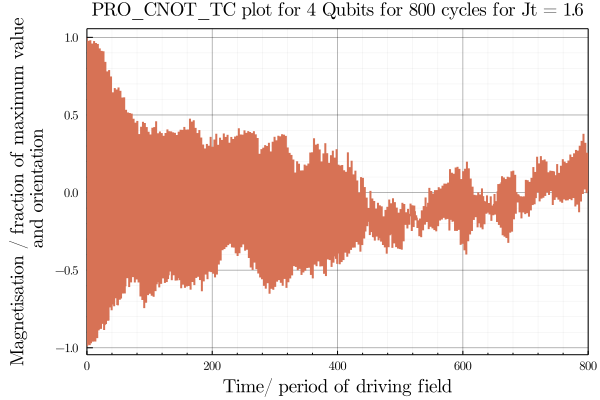 PRO_CNOT_TC plot for 4 Qubits for 800 cycles for Jt = 1.6
Magnetisation / fraction of maximum value
and orientation
1.0
0.5
0.0
−0.5
−1.0
0
200
400
600
800
Time/ period of driving field